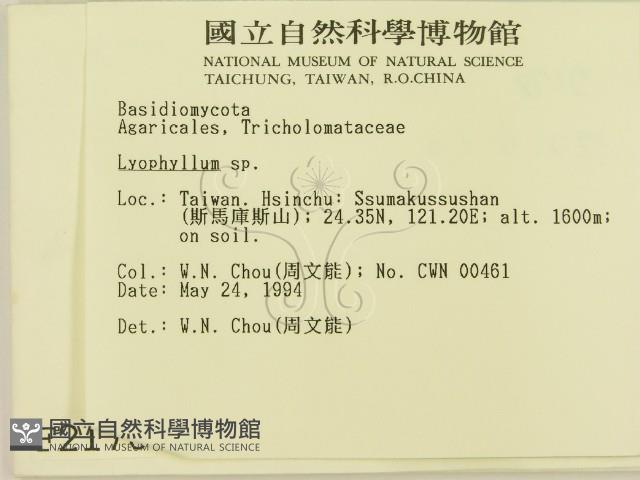 國立自然科學博物館
NATIONAL MUSEUM OF NATURAL SCIENCE
TAICHUNG, TAIWAN, R.O.CHINA
Basidiomycota
Agaricales, Tricholomataceae
Lyophyllum sp.
Loc.: Taiwan. Hsinchu: Ssumakussushan
(斯馬庫斯山); 24.35N, 121.20E; alt. 1600m;
on soil.
Col.: W.N. Chou(周文能); No. CWN 00461
Date: May 24, 1994
Det.: W.N. Chou(周文能)
國立自然科學博物館
NATIONAL MUSEUM OF NATURAL SCIENCE